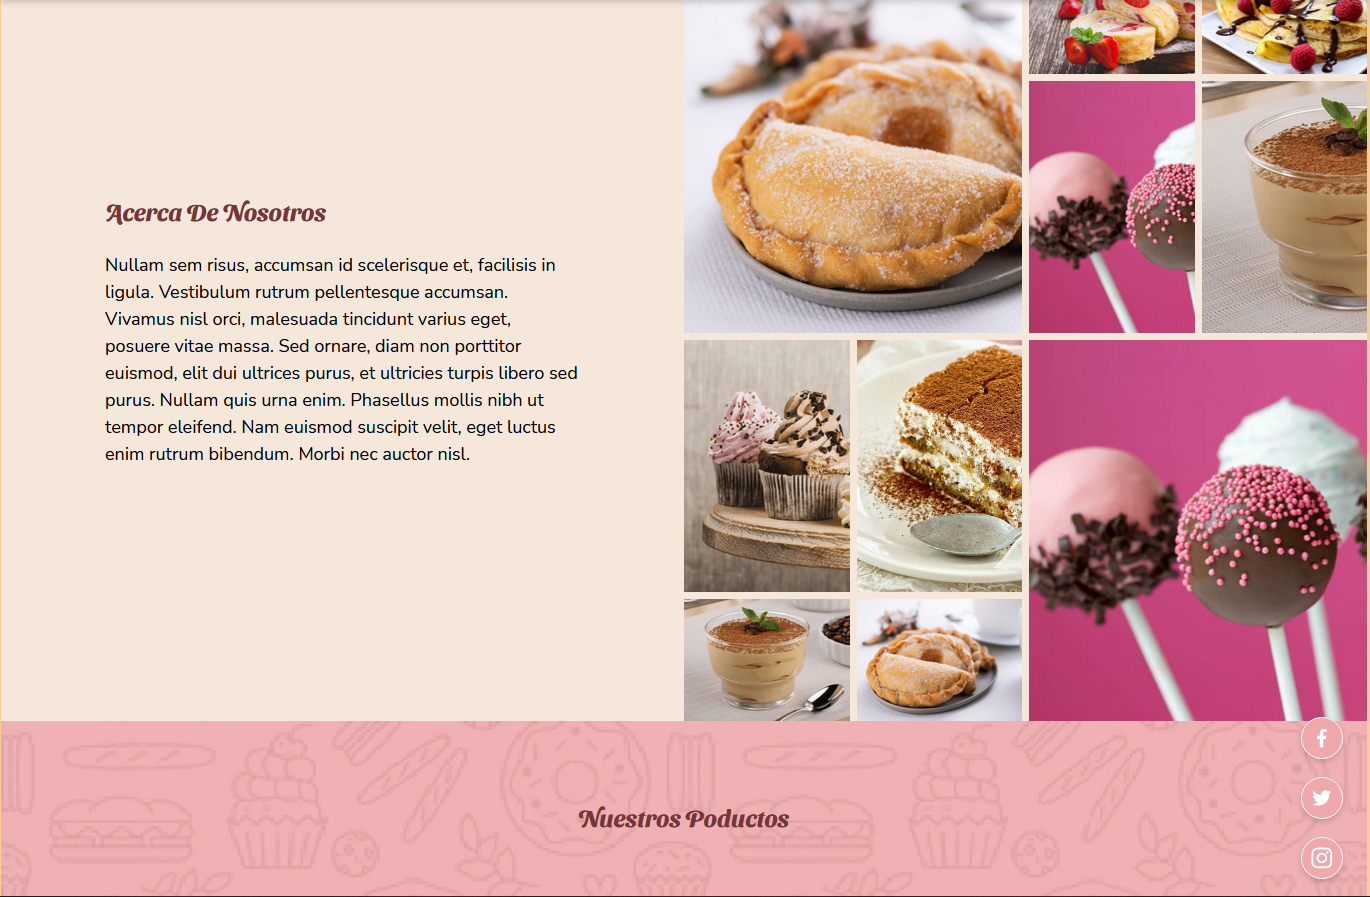 Acerca De Nosotros
Nullam sem risus, accumsan id scelerisque et, facilisis in
ligula. Vestibulum rutrum pellentesque accumsan.
Vivamus nisl orci, malesuada tincidunt varius eget,
posuere vitae massa. Sed ornare, diam non porttitor
euismod, elit dui ultrices purus, et ultricies turpis libero sed
purus. Nullam quis urna enim. Phasellus mollis nibh ut
tempor eleifend. Nam euismod suscipit velit, eget luctus
enim rutrum bibendum. Morbi nec auctor nisl.
Nuestros Poductos